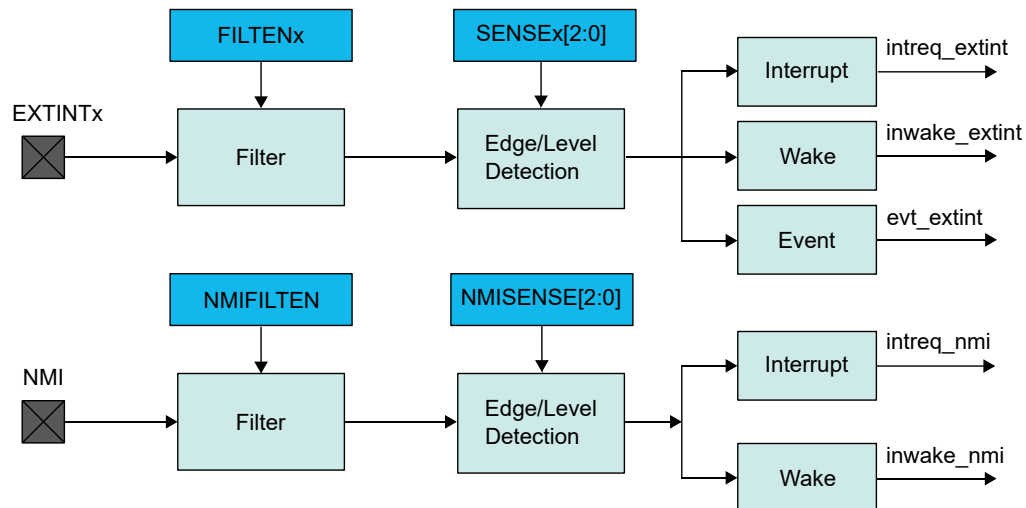 FILTENx
SENSEx[2:0]
EXTINTx
Filter
Edge/Level
Detection
Interrupt
intreq_extint
Wake
inwake_extint
Event
evt_extint
NMIFILTEN
NMISENSE[2:0]
NMI
Filter
Edge/Level
Detection
Interrupt
intreq_nmi
Wake
inwake_nmi